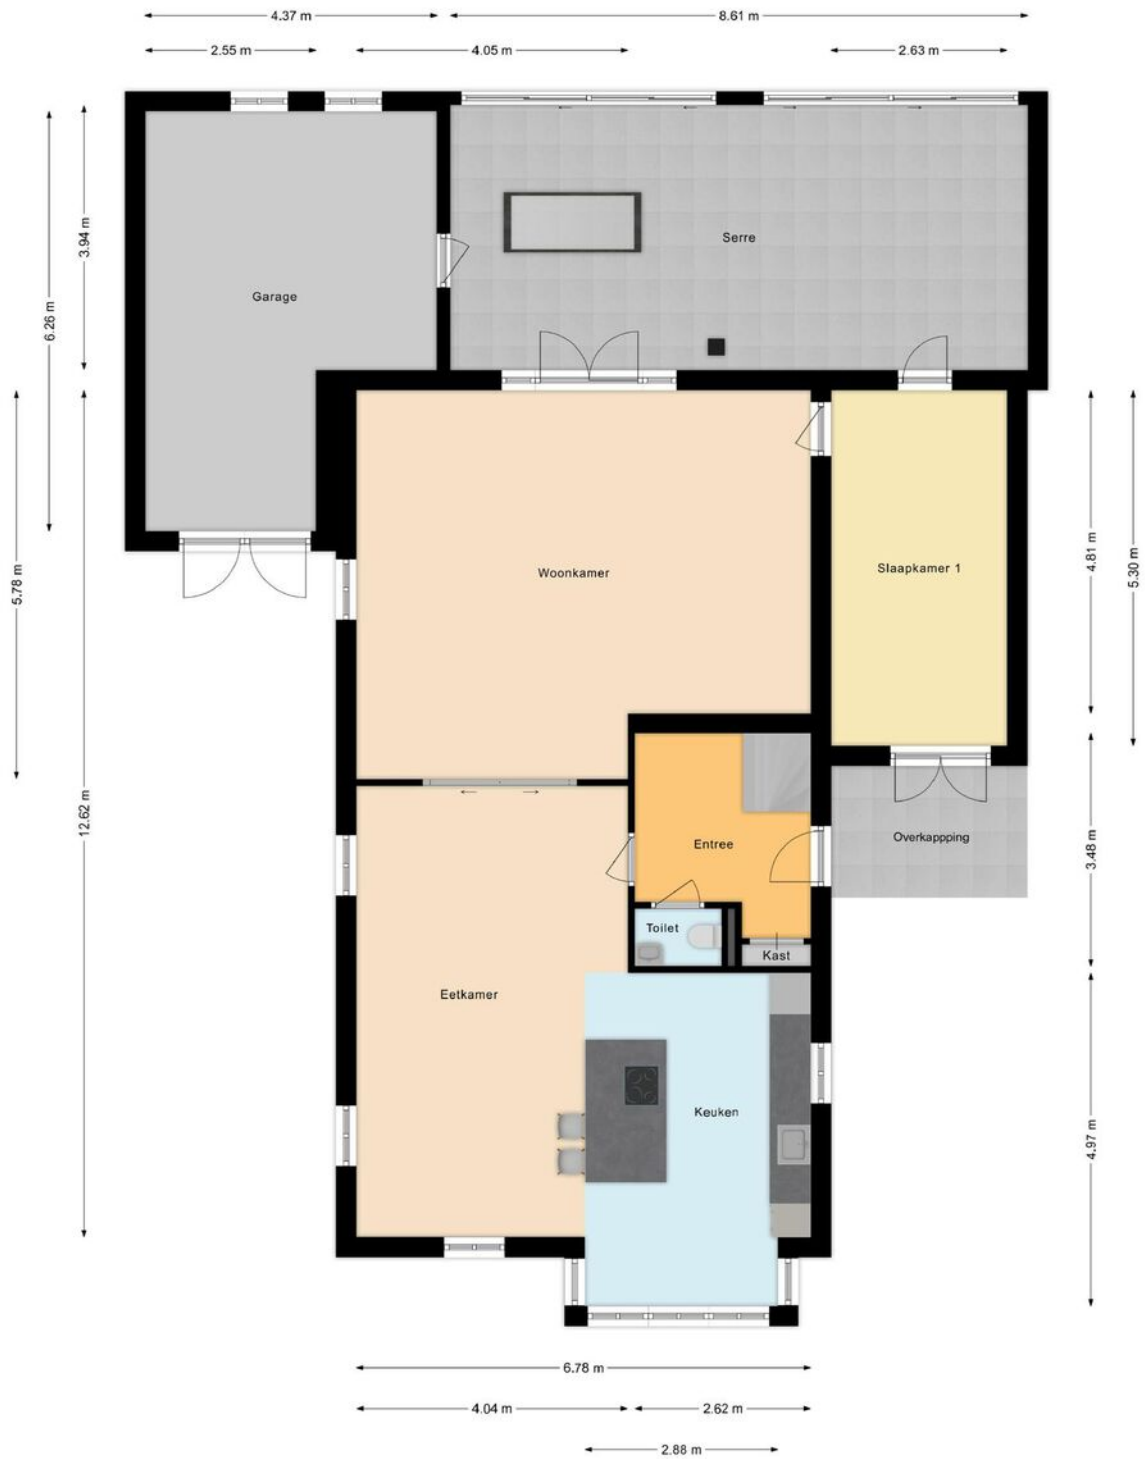 4.37 m
8.61 m
2.55 m
4.05 m
2.63 m
3.94 m
6.26 m
Serre
Garage
5.78 m
12.62 m
Woonkamer
Slaapkamer 1
4.81 m
5.30 m
Entree
Overkappping
3.48 m
Toilet
Kast
Eetkamer
Keuken
4.97 m
6.78 m
4.04 m
2.62 m
2.88 m